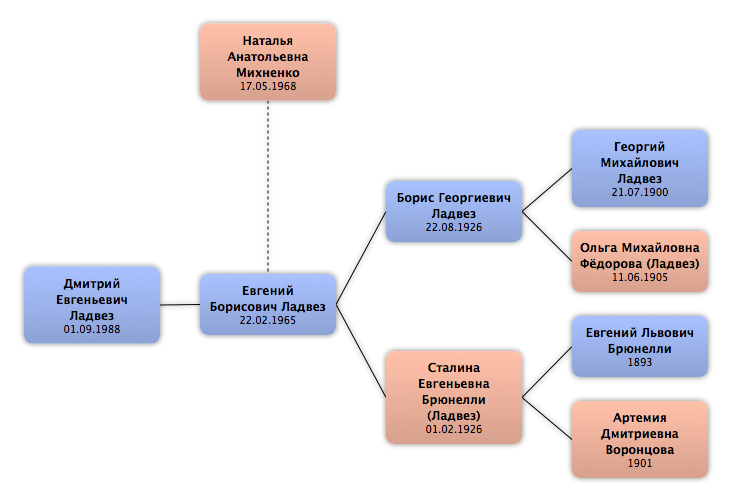 Наталья
Анатольевна
Михненко
17.05.1968
Дмитрий
Евгеньевич
Ладвез
01.09.1988
Евгений
Борисович Ладвез
22.02.1965
Борис Георгиевич
Ладвез
22.08.1926
Сталина
Евгеньевна
Брюнелли
(Ладвез)
01.02.1926
Георгий
Михайлович
Ладвез
21.07.1900
Ольга Михайловна
Фёдорова (Ладвез)
11.06.1905
Евгений Львович
Брюнелли
1893
Артемия
Дмитриевна
Воронцова
1901